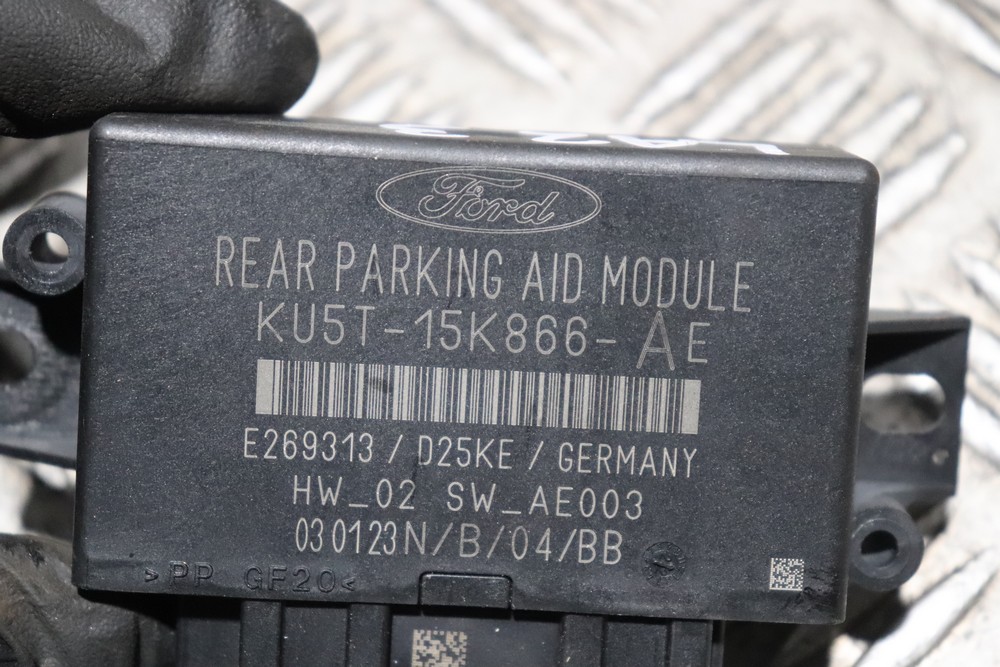 Ford
REAR PARKING AID MODULE
KU5T-15K866-AE
E269313 / D25KE / GERMANY
HW_02 SW_AE003
030123N/B/04/BB
>PP GF20<